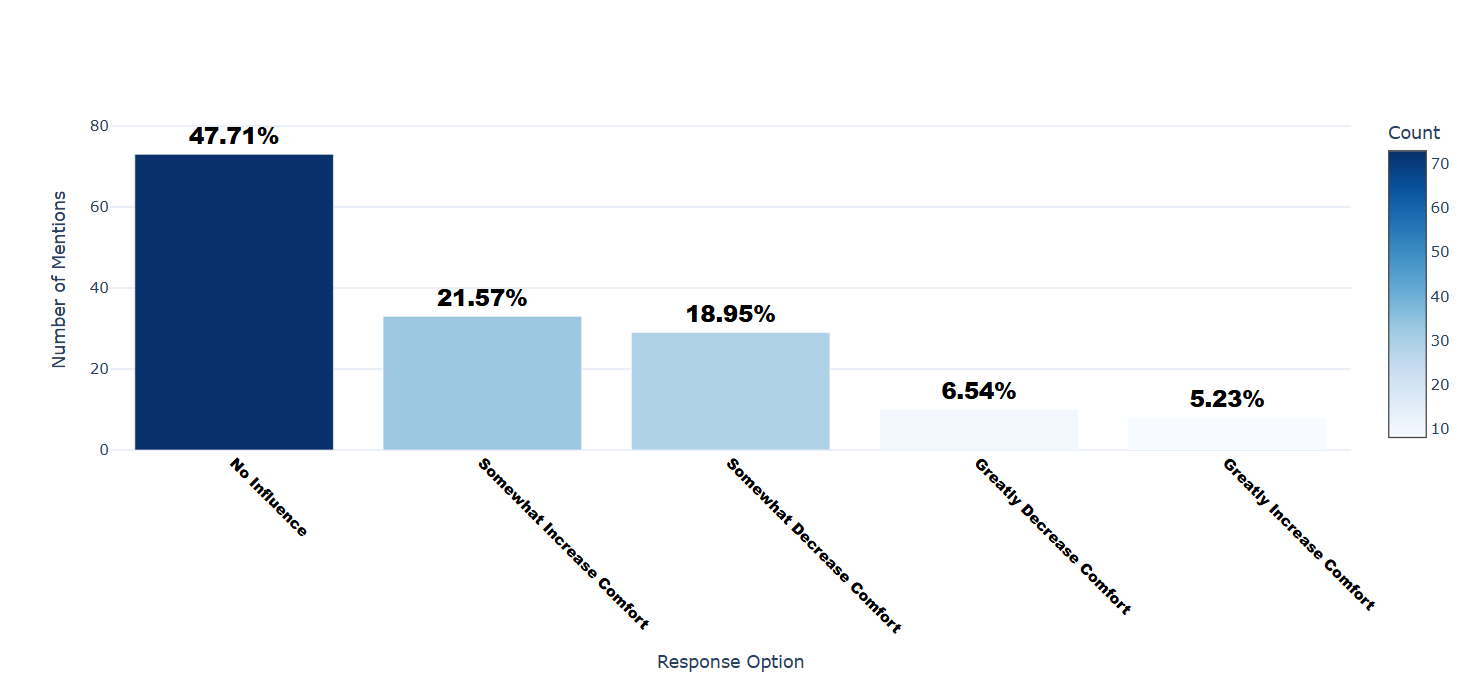 47.71%
21.57%
18.95%
6.54%
5.23%
80
60
40
20
0
Number of Mentions
No Influence
Somewhat Increase Comfort
Somewhat Decrease Comfort
Greatly Decrease Comfort
Greatly Increase Comfort
Response Option
Count
70
60
50
40
30
20
10